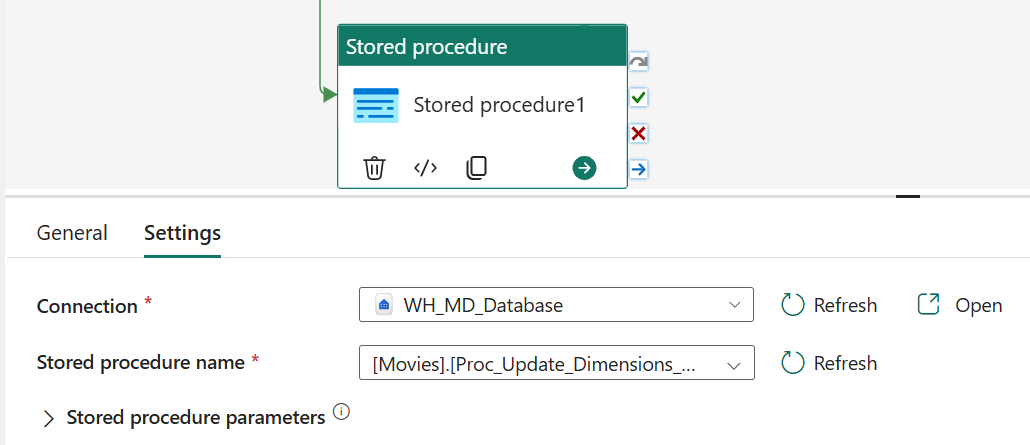 Stored procedure
Stored procedure1
General Settings
Connection * WH_MD_Database Refresh Open
Stored procedure name * [Movies].[Proc_Update_Dimensions_... Refresh
Stored procedure parameters